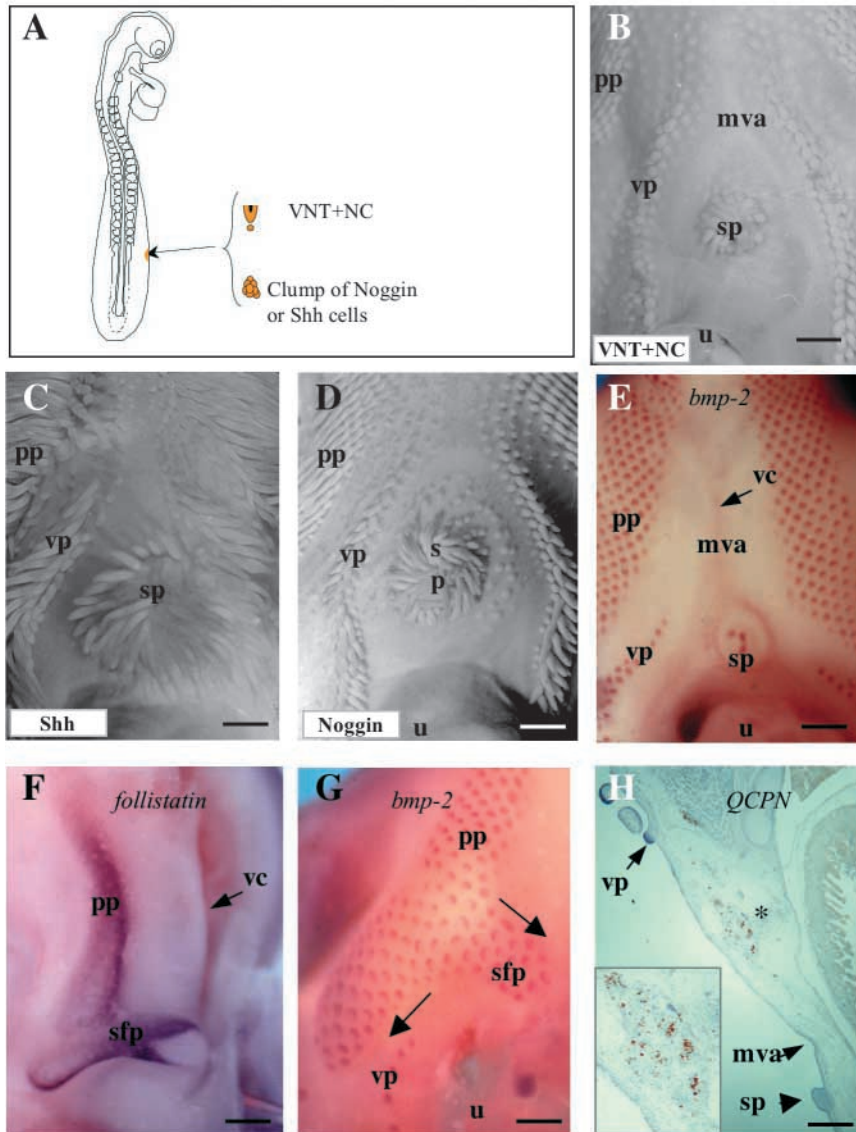 A
VNT+NC
Clump of Noggin
or Shh cells
B
pp
mva
vp
sp
u
VNT+NC
C
pp
vp
sp
Shh
D
pp
vp
s
p
Noggin
u
E
bmp-2
vc
pp
mva
vp
sp
u
F
follistatin
pp
vc
sfp
G
bmp-2
pp
sfp
vp
u
H
QCPN
vp
*
mva
sp